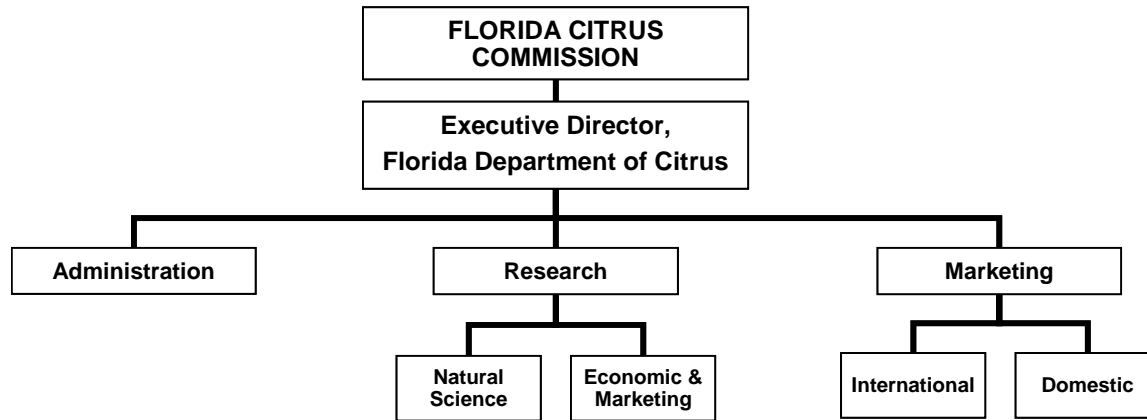 FLORIDA CITRUS
COMMISSION
Executive Director,
Florida Department of Citrus
Administration
Research
Marketing
Natural
Science
Economic &
Marketing
International
Domestic